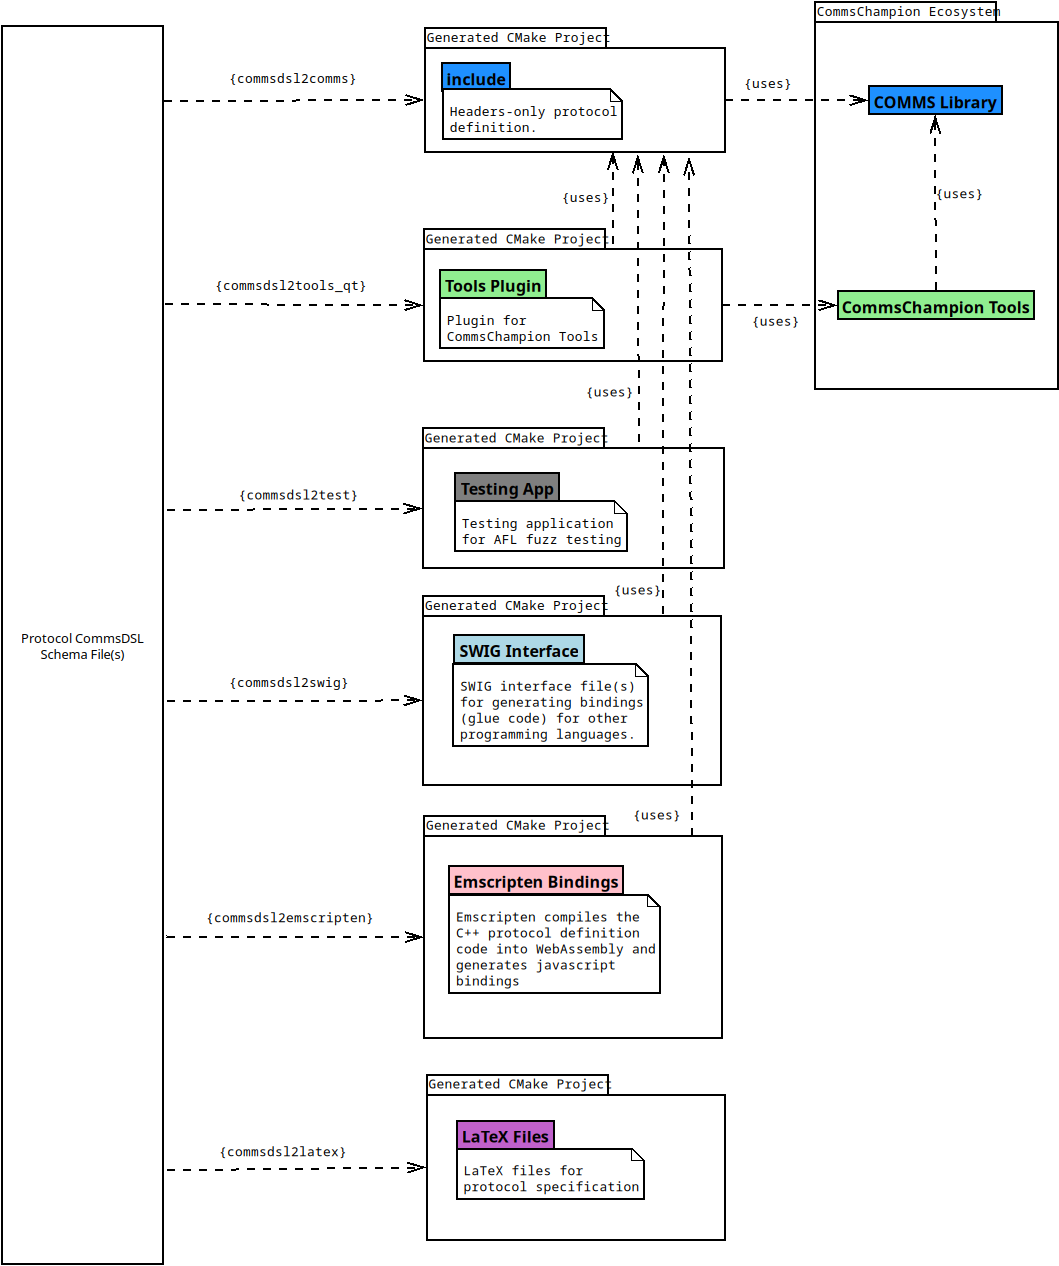 CommsChampion Ecosystem
Generated CMake Project
include
Headers-only protocol
definition.
{commsdsl2comms}
{uses}
COMMS Library
{uses}
{uses}
Generated CMake Project
Tools Plugin
Plugin for
CommsChampion Tools
{commsdsl2tools_qt}
{uses}
CommsChampion Tools
{uses}
Generated CMake Project
Testing App
Testing application
for AFL fuzz testing
{commsdsl2test}
{uses}
Generated CMake Project
Protocol CommsDSL
Schema File(s)
SWIG Interface
SWIG interface file(s)
for generating bindings
(glue code) for other
programming languages.
{commsdsl2swig}
{uses}
Generated CMake Project
Emscripten Bindings
Emscripten compiles the
C++ protocol definition
code into WebAssembly and
generates javascript
bindings
{commsdsl2emscripten}
Generated CMake Project
LaTeX Files
LaTeX files for
protocol specification
{commsdsl2latex}